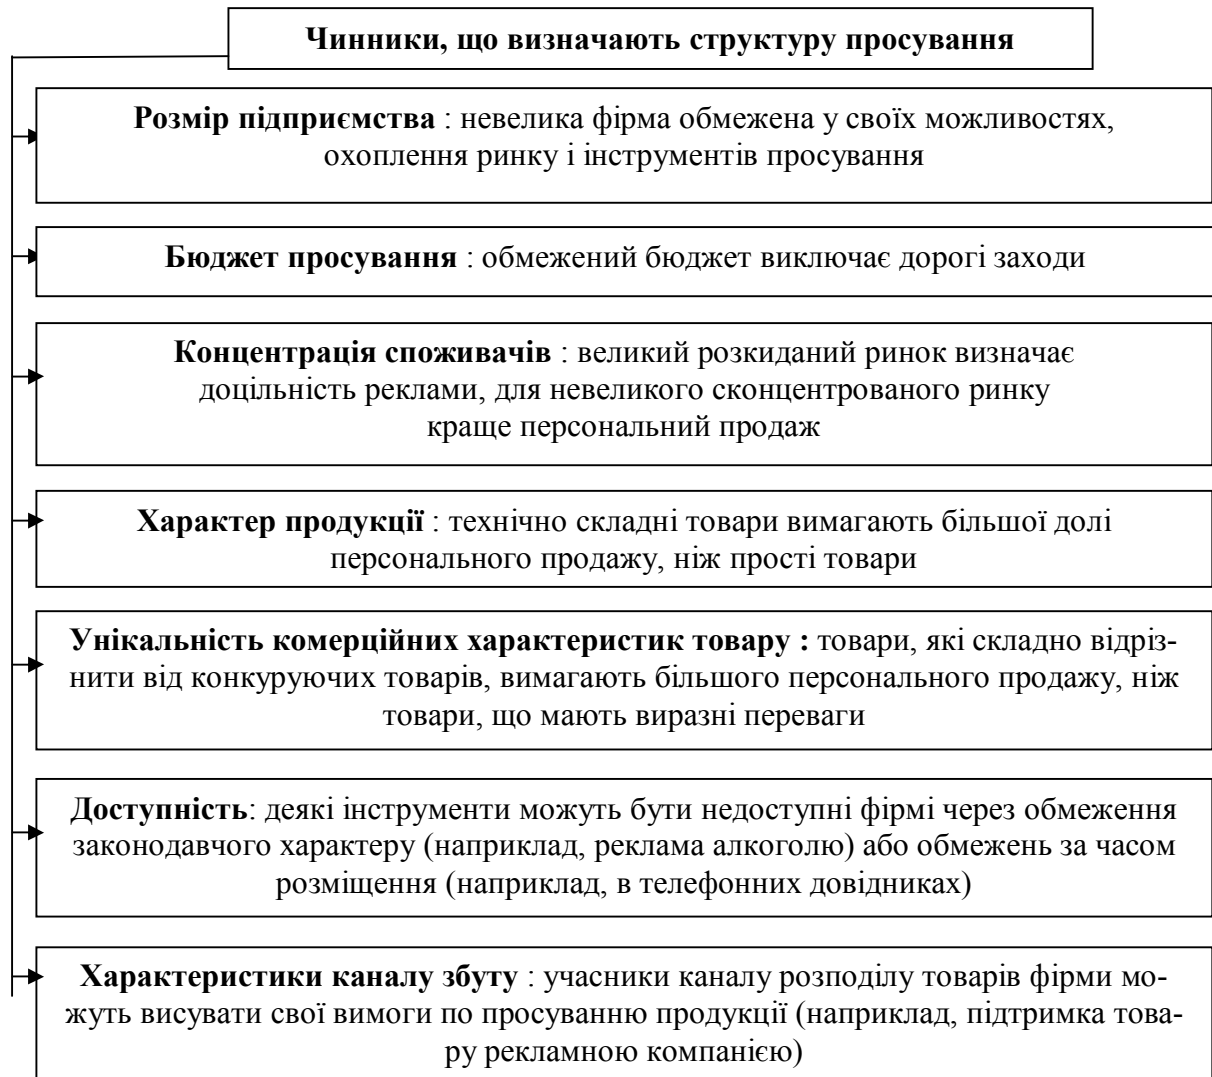 Чинники, що визначають структуру просування
Розмір підприємства : невелика фірма обмежена у своїх можливостях,
охоплення ринку і інструментів просування
Бюджет просування : обмежений бюджет виключає дорогі заходи
Концентрація споживачів : великий розкиданий ринок визначає
доцільність реклами, для невеликого сконцентрованого ринку
краще персональний продаж
Характер продукції : технічно складні товари вимагають більшої долі
персонального продажу, ніж прості товари
Унікальність комерційних характеристик товару : товари, які складно відріз-
нити від конкуруючих товарів, вимагають більшого персонального продажу, ніж
товари, що мають виразні переваги
Доступність: деякі інструменти можуть бути недоступні фірмі через обмеження
законодавчого характеру (наприклад, реклама алкоголю) або обмежень за часом
розміщення (наприклад, в телефонних довідниках)
Характеристики каналу збуту : учасники каналу розподілу товарів фірми мо-
жуть висувати свої вимоги по просуванню продукції (наприклад, підтримка това-
ру рекламною компанією)